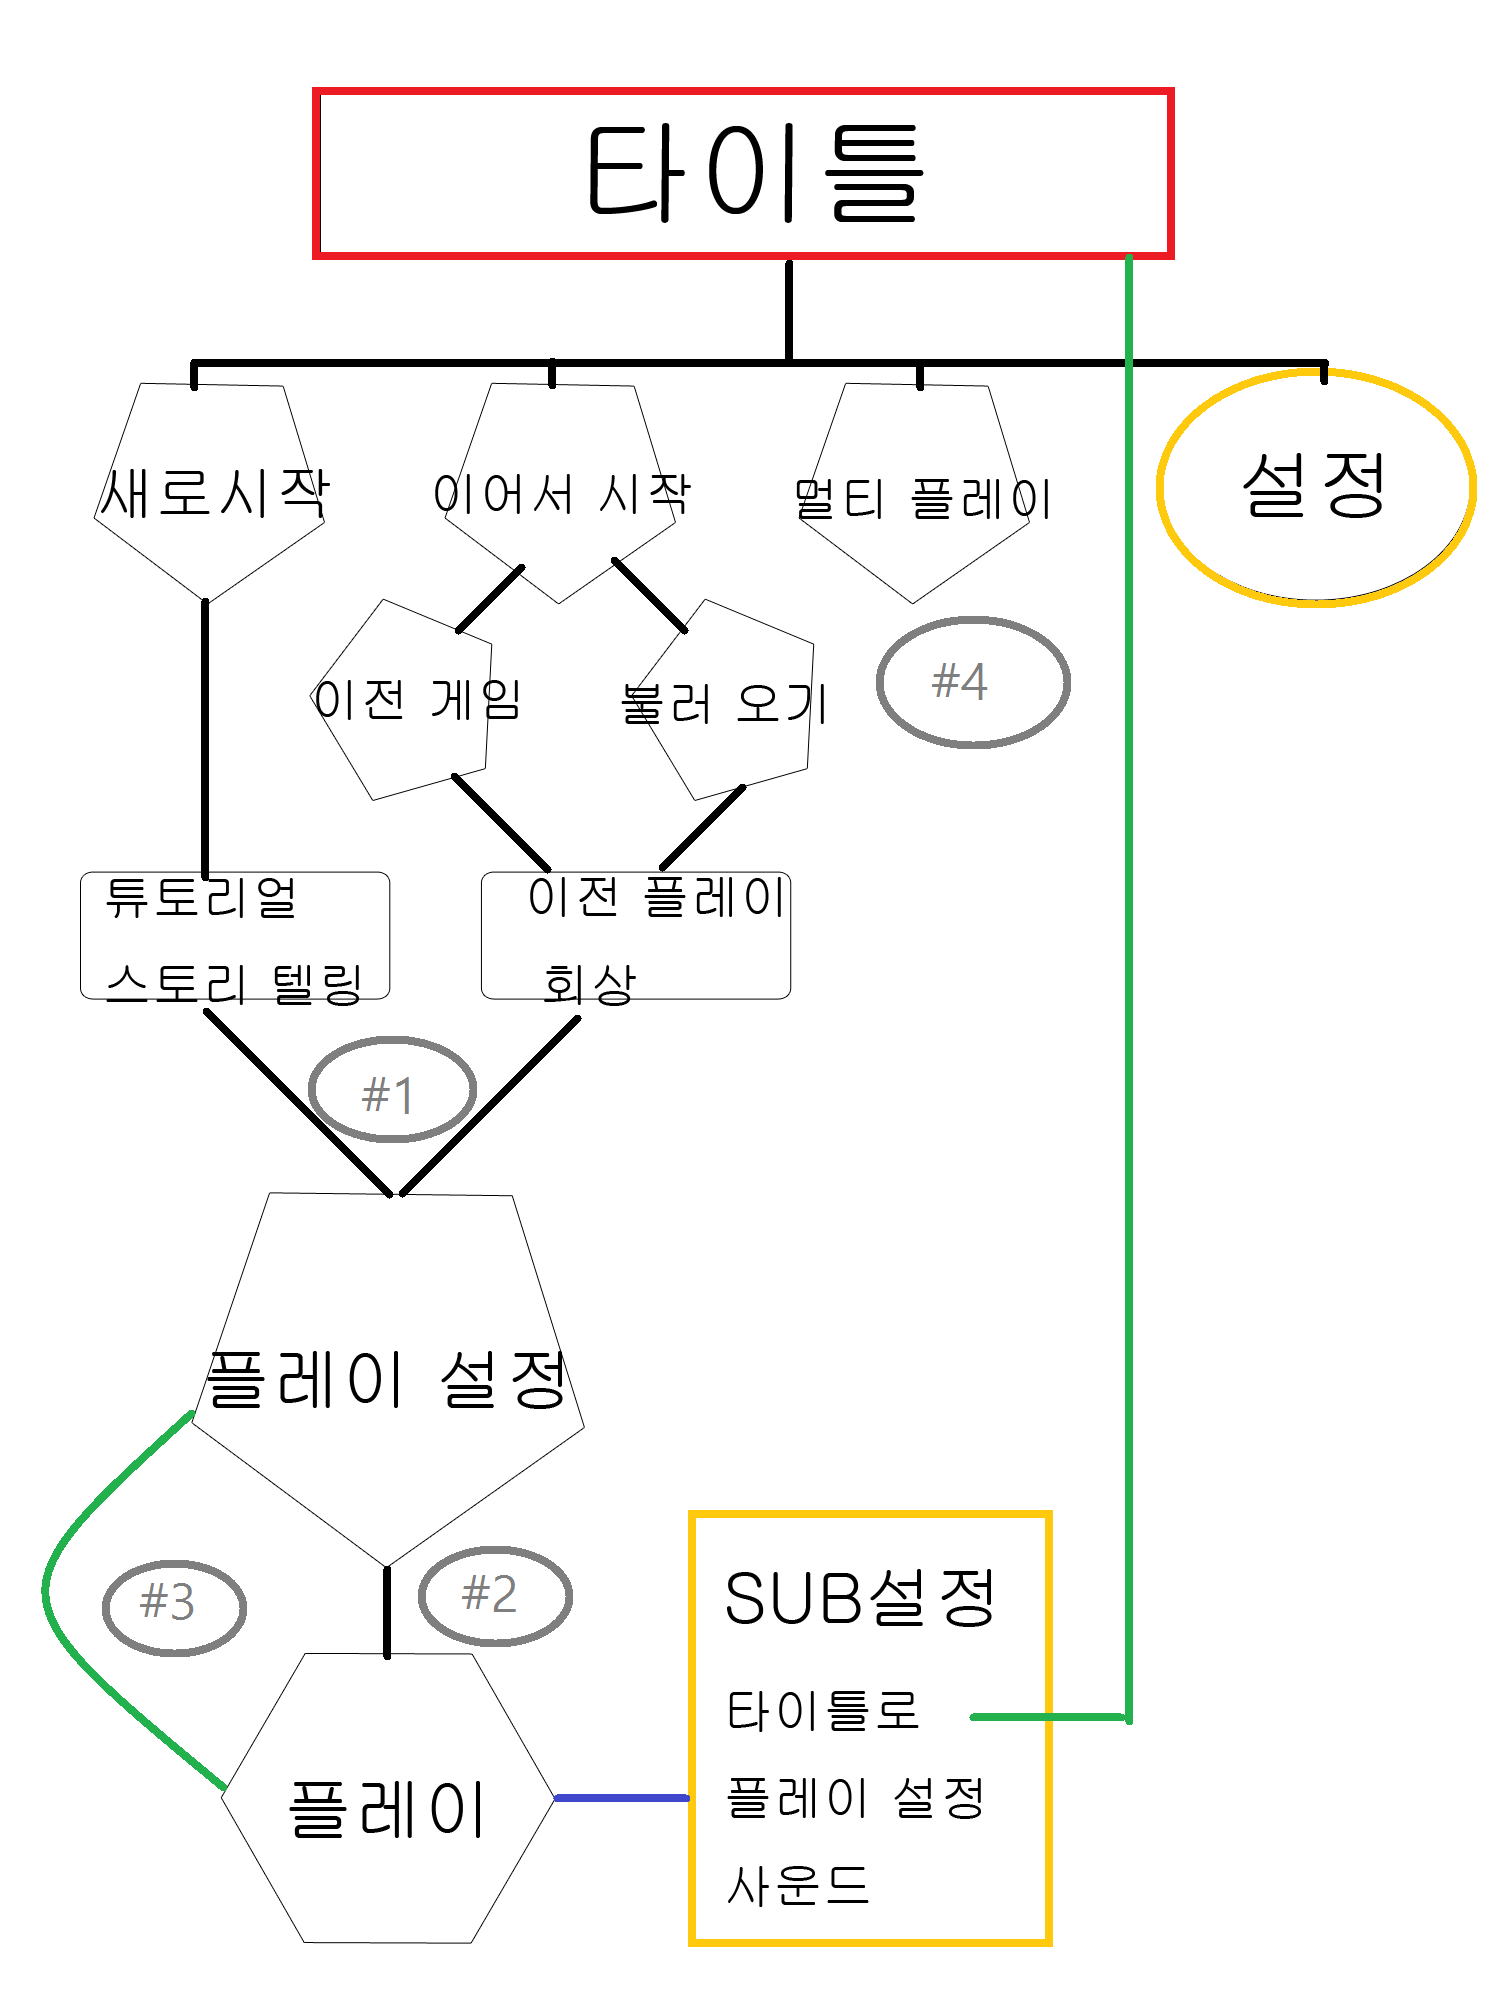 타이틀
새로시작
이어서 시작
멀티 플레이
설정
이전 게임
불러 오기
#4
튜토리얼
스토리 텔링
이전 플레이
회상
#1
플레이 설정
#3
#2
플레이
SUB설정
타이틀로
플레이 설정
사운드